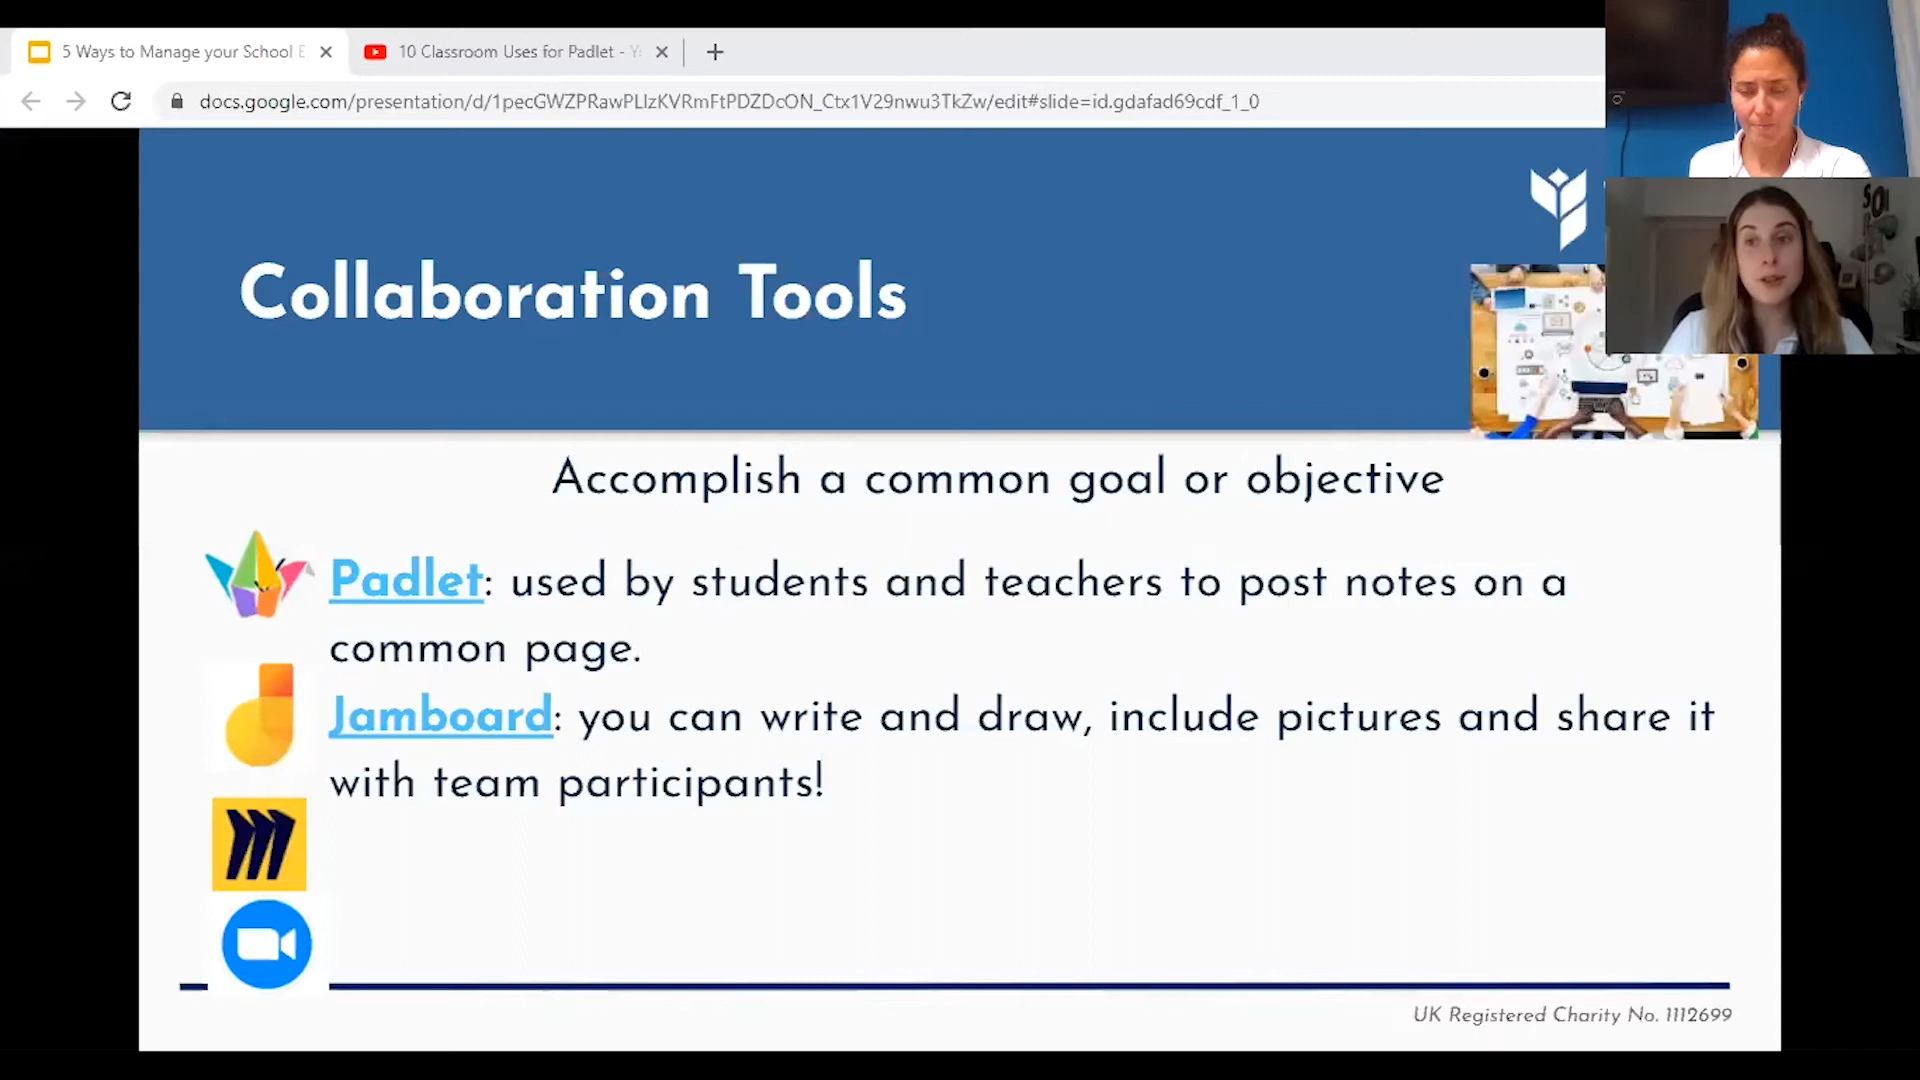 5 Ways to Manage your School E
10 Classroom Uses for Padlet - Y
docs.google.com/presentation/d/1pecGWZPRawPLIzKVRmFtPDZDcON_Ctx1V29nwu3TkZw/edit#slide=id.gdafad69cdf_1_0
Collaboration Tools
Accomplish a common goal or objective
Padlet: used by students and teachers to post notes on a
common page.
Jamboard: you can write and draw, include pictures and share it
with team participants!
UK Registered Charity No. 1112699